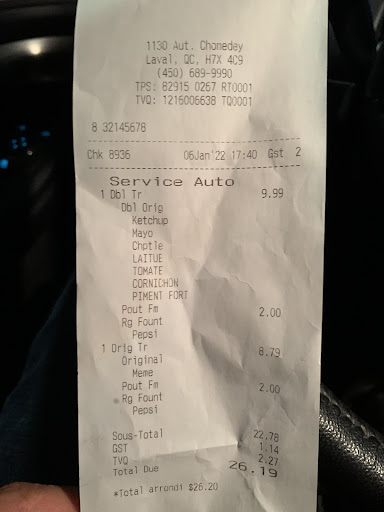 1130 Aut. Chomedey
Laval, QC, H7X 4C9
(450) 689-9990
TPS: 82915 0267 RT0001
TVQ: 1216006638 TQ0001
8 32145678
Chk 8936 06Jan'22 17:40 Gst 2
Service Auto
1 Dbl Tr 9.99
Dbl Orig
Ketchup
Mayo
Chptle
LAITUE
TOMATE
CORNICHON
PIMENT FORT
Pout Fm 2.00
Rg Fount
Pepsi
1 Orig Tr 8.79
Original
Meme
Pout Fm 2.00
Rg Fount
Pepsi
Sous-Total 22.78
GST 1.14
TVQ 2.27
Total Due 26.19
*Total arrondi $26.20